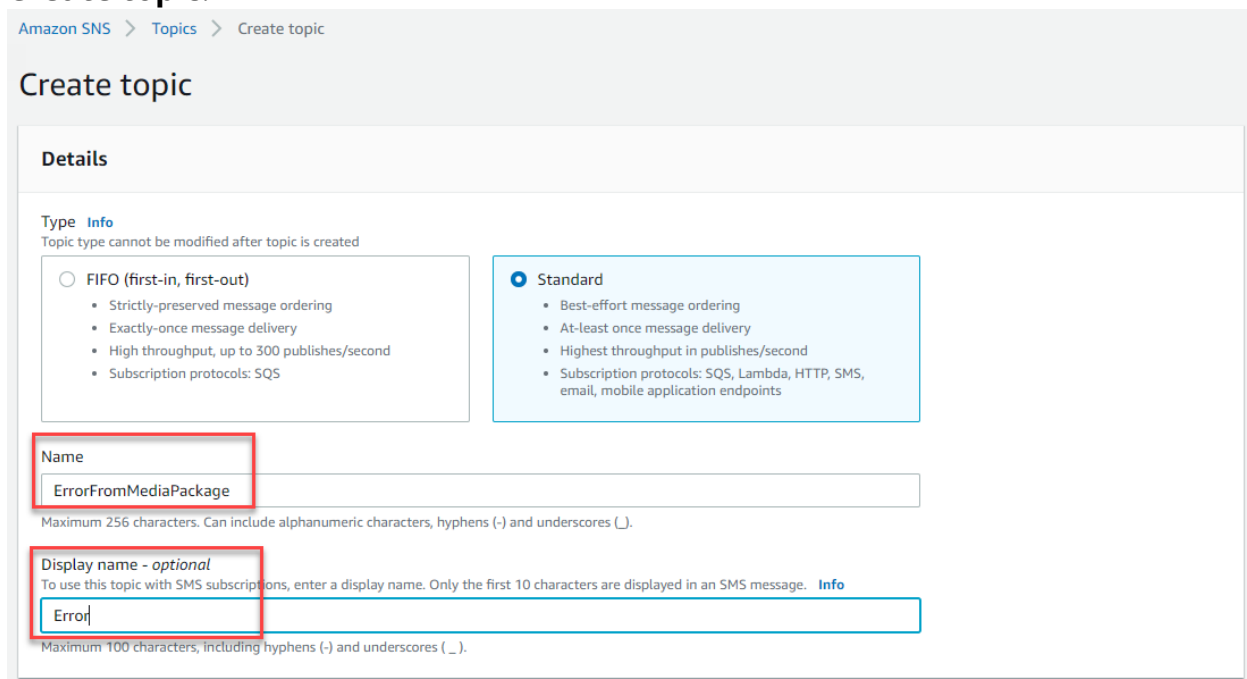 Create topic.
Amazon SNS > Topics > Create topic
Create topic
Details
Type Info
Topic type cannot be modified after topic is created
FIFO (first-in, first-out)
• Strictly-preserved message ordering
• Exactly-once message delivery
• High throughput, up to 300 publishes/second
• Subscription protocols: SQS
Standard
• Best-effort message ordering
• At-least once message delivery
• Highest throughput in publishes/second
• Subscription protocols: SQS, Lambda, HTTP, SMS,
email, mobile application endpoints
Name
ErrorFromMediaPackage
Maximum 256 characters. Can include alphanumeric characters, hyphens (-) and underscores (_).
Display name - optional
To use this topic with SMS subscriptions, enter a display name. Only the first 10 characters are displayed in an SMS message. Info
Error
Maximum 100 characters, including hyphens (-) and underscores ( _ ).